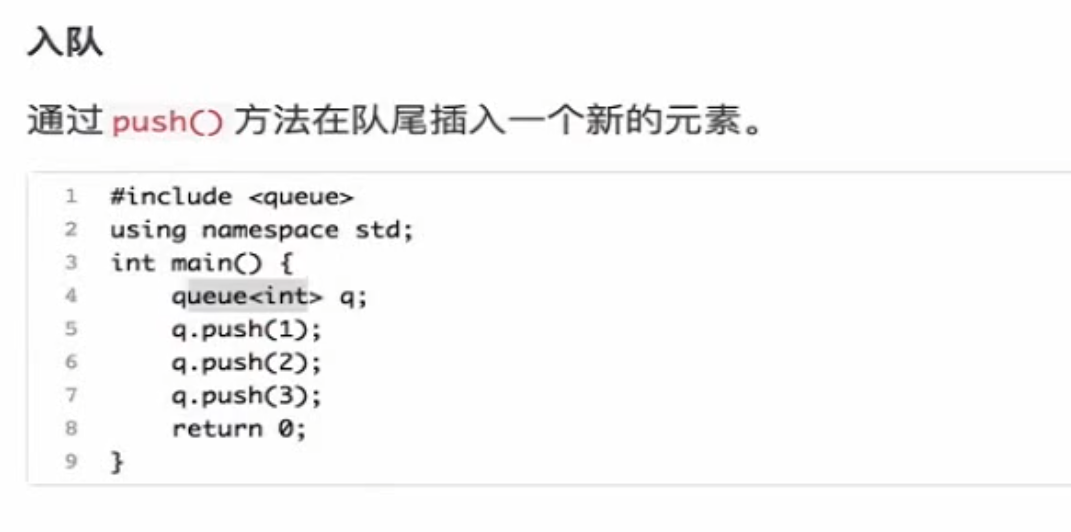 入队
通过 push() 方法在队尾插入一个新的元素。
1 #include <queue>
2 using namespace std;
3 int main() {
4     queue<int> q;
5     q.push(1);
6     q.push(2);
7     q.push(3);
8     return 0;
9 }